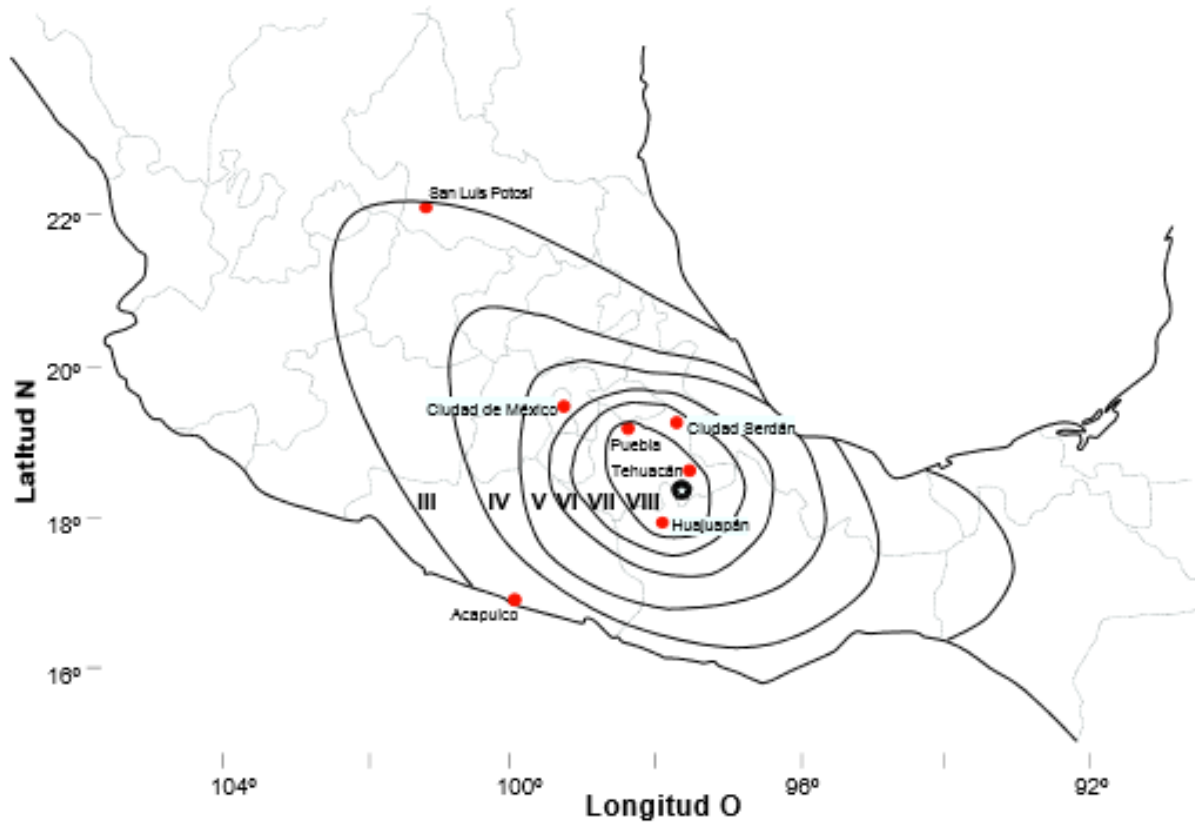 San Luis Potosí
22º
20º
Ciudad de México
Ciudad Serdán
Puebla
Tehuacán
III IV V VI VII VIII
18º
Huajuapán
Acapulco
16º
Latitud N
104º 100º 96º 92º
Longitud O